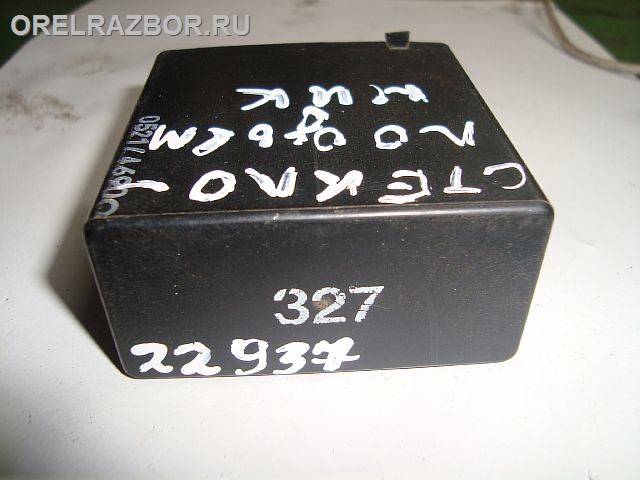 ORELRAZBOR.RU
СТЕКЛО-
ПОДЪЕМ
НИК
327
22937